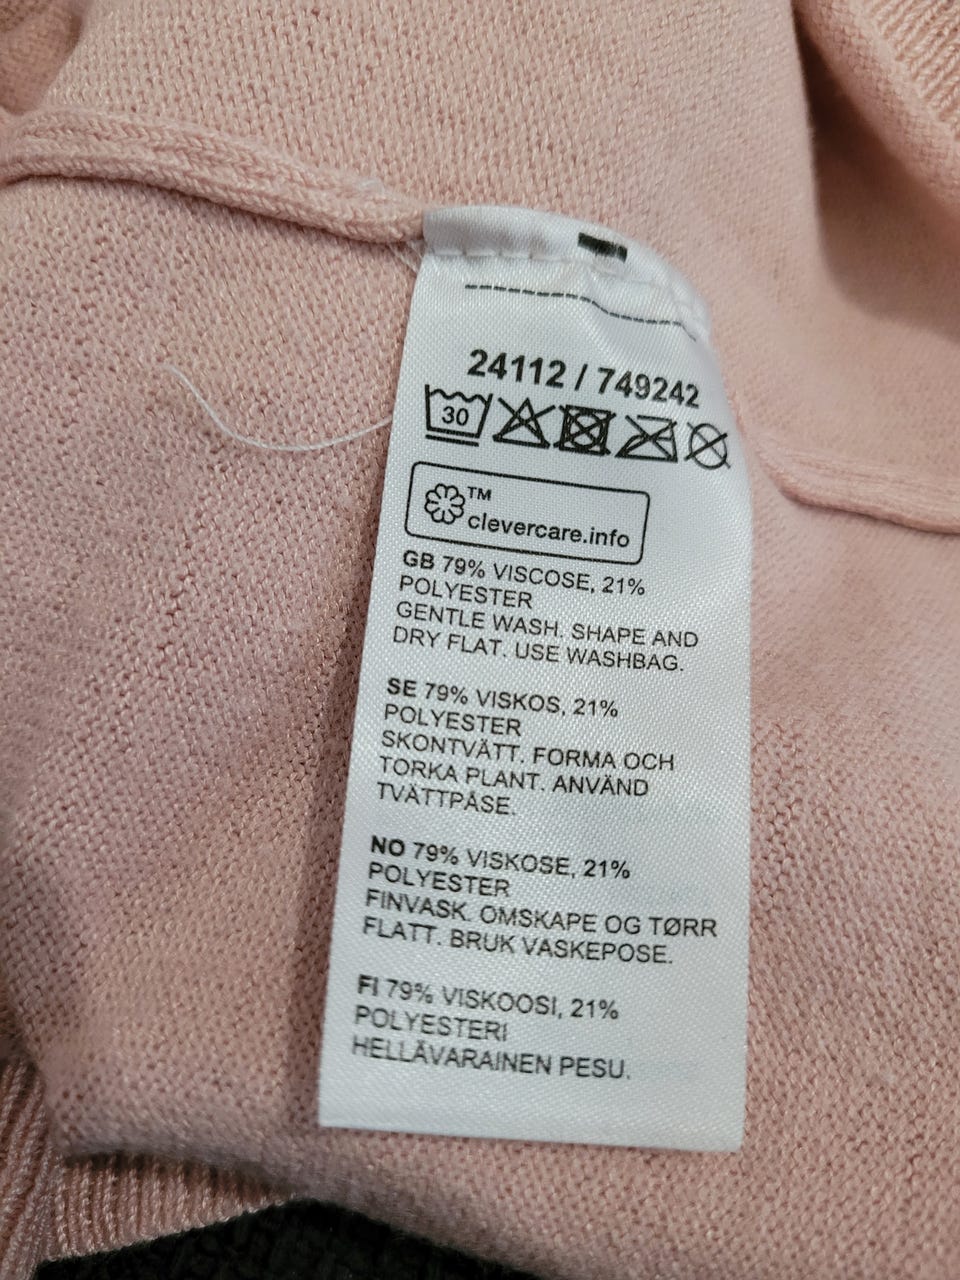 24112 / 749242
30
TM
clevercare.info
GB 79% VISCOSE, 21%
POLYESTER
GENTLE WASH. SHAPE AND
DRY FLAT. USE WASHBAG.
SE 79% VISKOS, 21%
POLYESTER
SKONTVÄTT. FORMA OCH
TORKA PLANT. ANVÄND
TVÄTTPÅSE.
NO 79% VISKOSE, 21%
POLYESTER
FINVASK. OMSKAPE OG TØRR
FLATT. BRUK VASKEPOSE.
FI 79% VISKOOSI, 21%
POLYESTERI
HELLÄVARAINEN PESU.